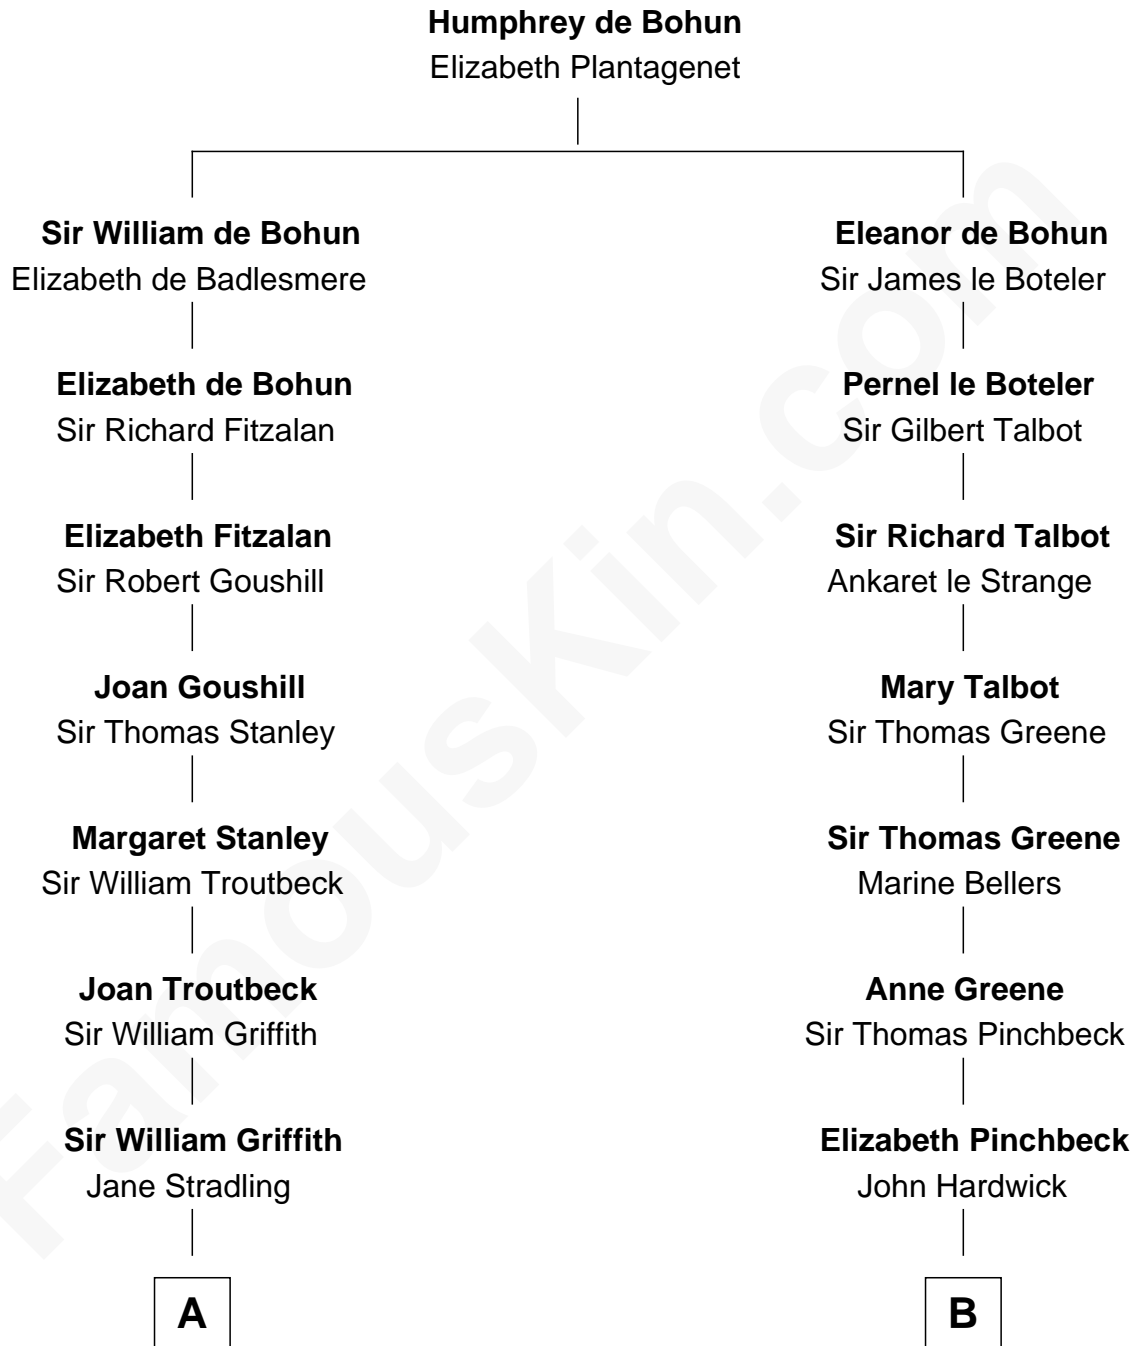 Humphrey de Bohun
Elizabeth Plantagenet
Sir William de Bohun
Elizabeth de Badlesmere
Eleanor de Bohun
Sir James le Boteler
Elizabeth de Bohun
Sir Richard Fitzalan
Pernel le Boteler
Sir Gilbert Talbot
Elizabeth Fitzalan
Sir Robert Goushill
Sir Richard Talbot
Ankaret le Strange
Joan Goushill
Sir Thomas Stanley
Mary Talbot
Sir Thomas Greene
Margaret Stanley
Sir William Troutbeck
Sir Thomas Greene
Marine Bellers
Joan Troutbeck
Sir William Griffith
Anne Greene
Sir Thomas Pinchbeck
Sir William Griffith
Jane Stradling
Elizabeth Pinchbeck
John Hardwick
A
B
FamousKin.com